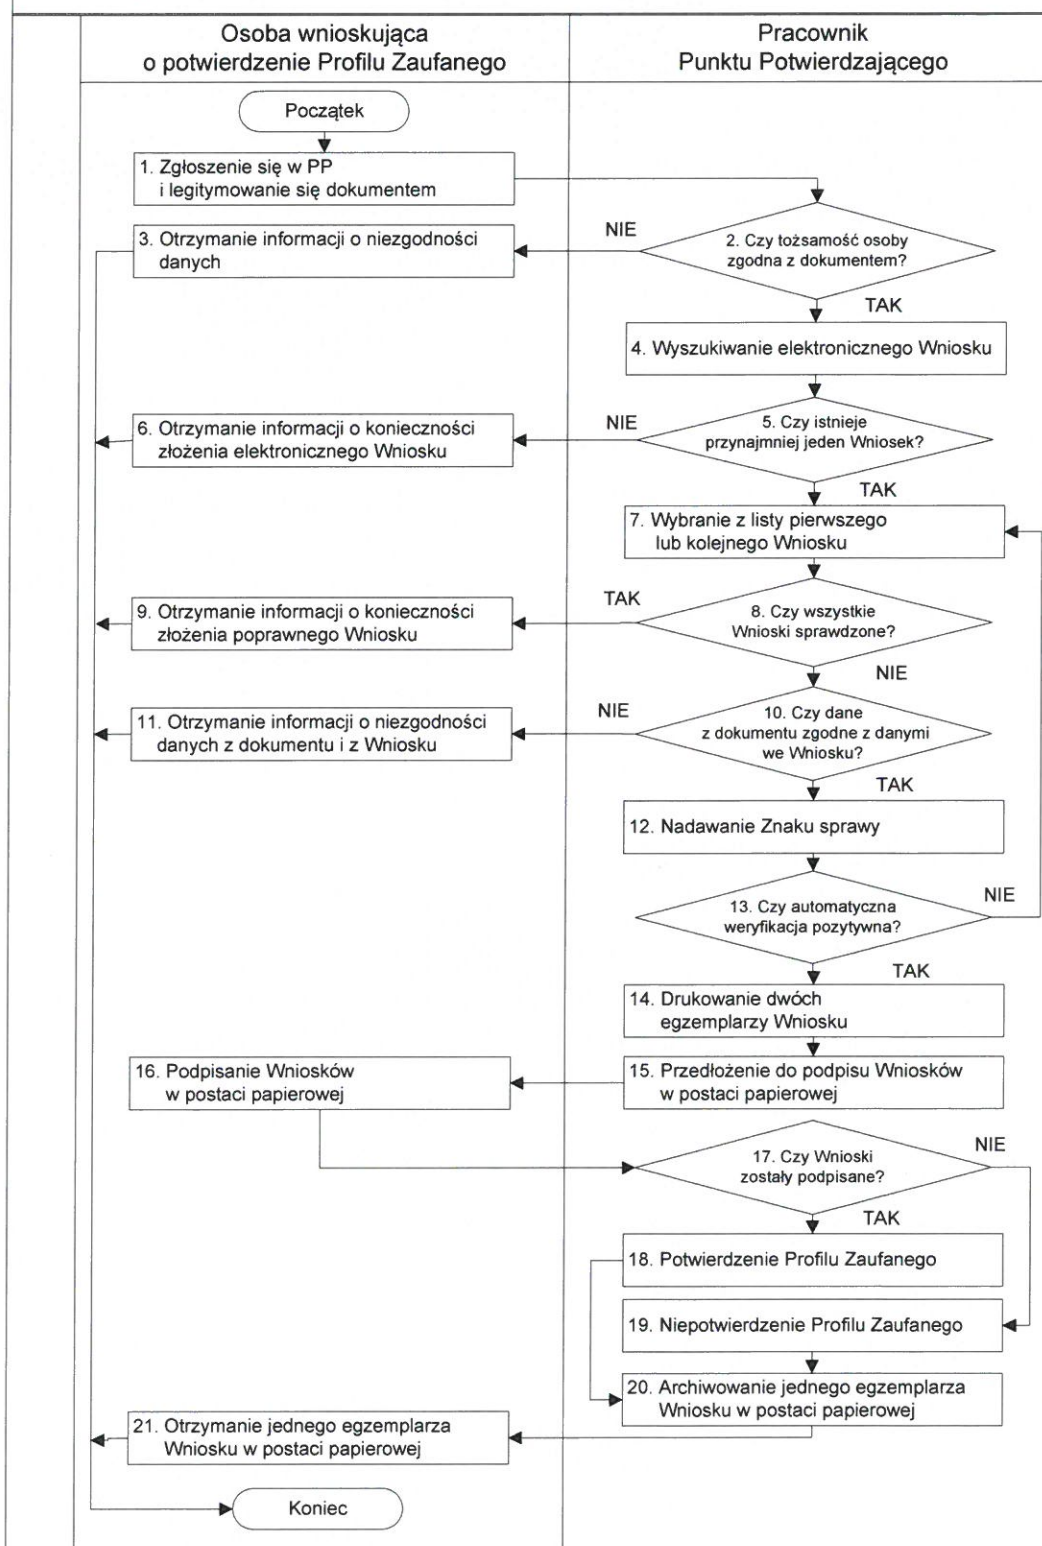 Osoba wnioskująca
o potwierdzenie Profilu Zaufanego
Pracownik
Punktu Potwierdzającego
Początek
1. Zgłoszenie się w PP
i legitymowanie się dokumentem
2. Czy tożsamość osoby
zgodna z dokumentem?
NIE
3. Otrzymanie informacji o niezgodności
danych
TAK
4. Wyszukiwanie elektronicznego Wniosku
5. Czy istnieje
przynajmniej jeden Wniosek?
NIE
6. Otrzymanie informacji o konieczności
złożenia elektronicznego Wniosku
TAK
7. Wybranie z listy pierwszego
lub kolejnego Wniosku
8. Czy wszystkie
Wnioski sprawdzone?
TAK
9. Otrzymanie informacji o konieczności
złożenia poprawnego Wniosku
NIE
10. Czy dane
z dokumentu zgodne z danymi
we Wniosku?
NIE
11. Otrzymanie informacji o niezgodności
danych z dokumentu i z Wniosku
TAK
12. Nadawanie Znaku sprawy
13. Czy automatyczna
weryfikacja pozytywna?
NIE
TAK
14. Drukowanie dwóch
egzemplarzy Wniosku
15. Przedłożenie do podpisu Wniosków
w postaci papierowej
16. Podpisanie Wniosków
w postaci papierowej
17. Czy Wnioski
zostały podpisane?
NIE
TAK
18. Potwierdzenie Profilu Zaufanego
19. Niepotwierdzenie Profilu Zaufanego
20. Archiwowanie jednego egzemplarza
Wniosku w postaci papierowej
21. Otrzymanie jednego egzemplarza
Wniosku w postaci papierowej
Koniec